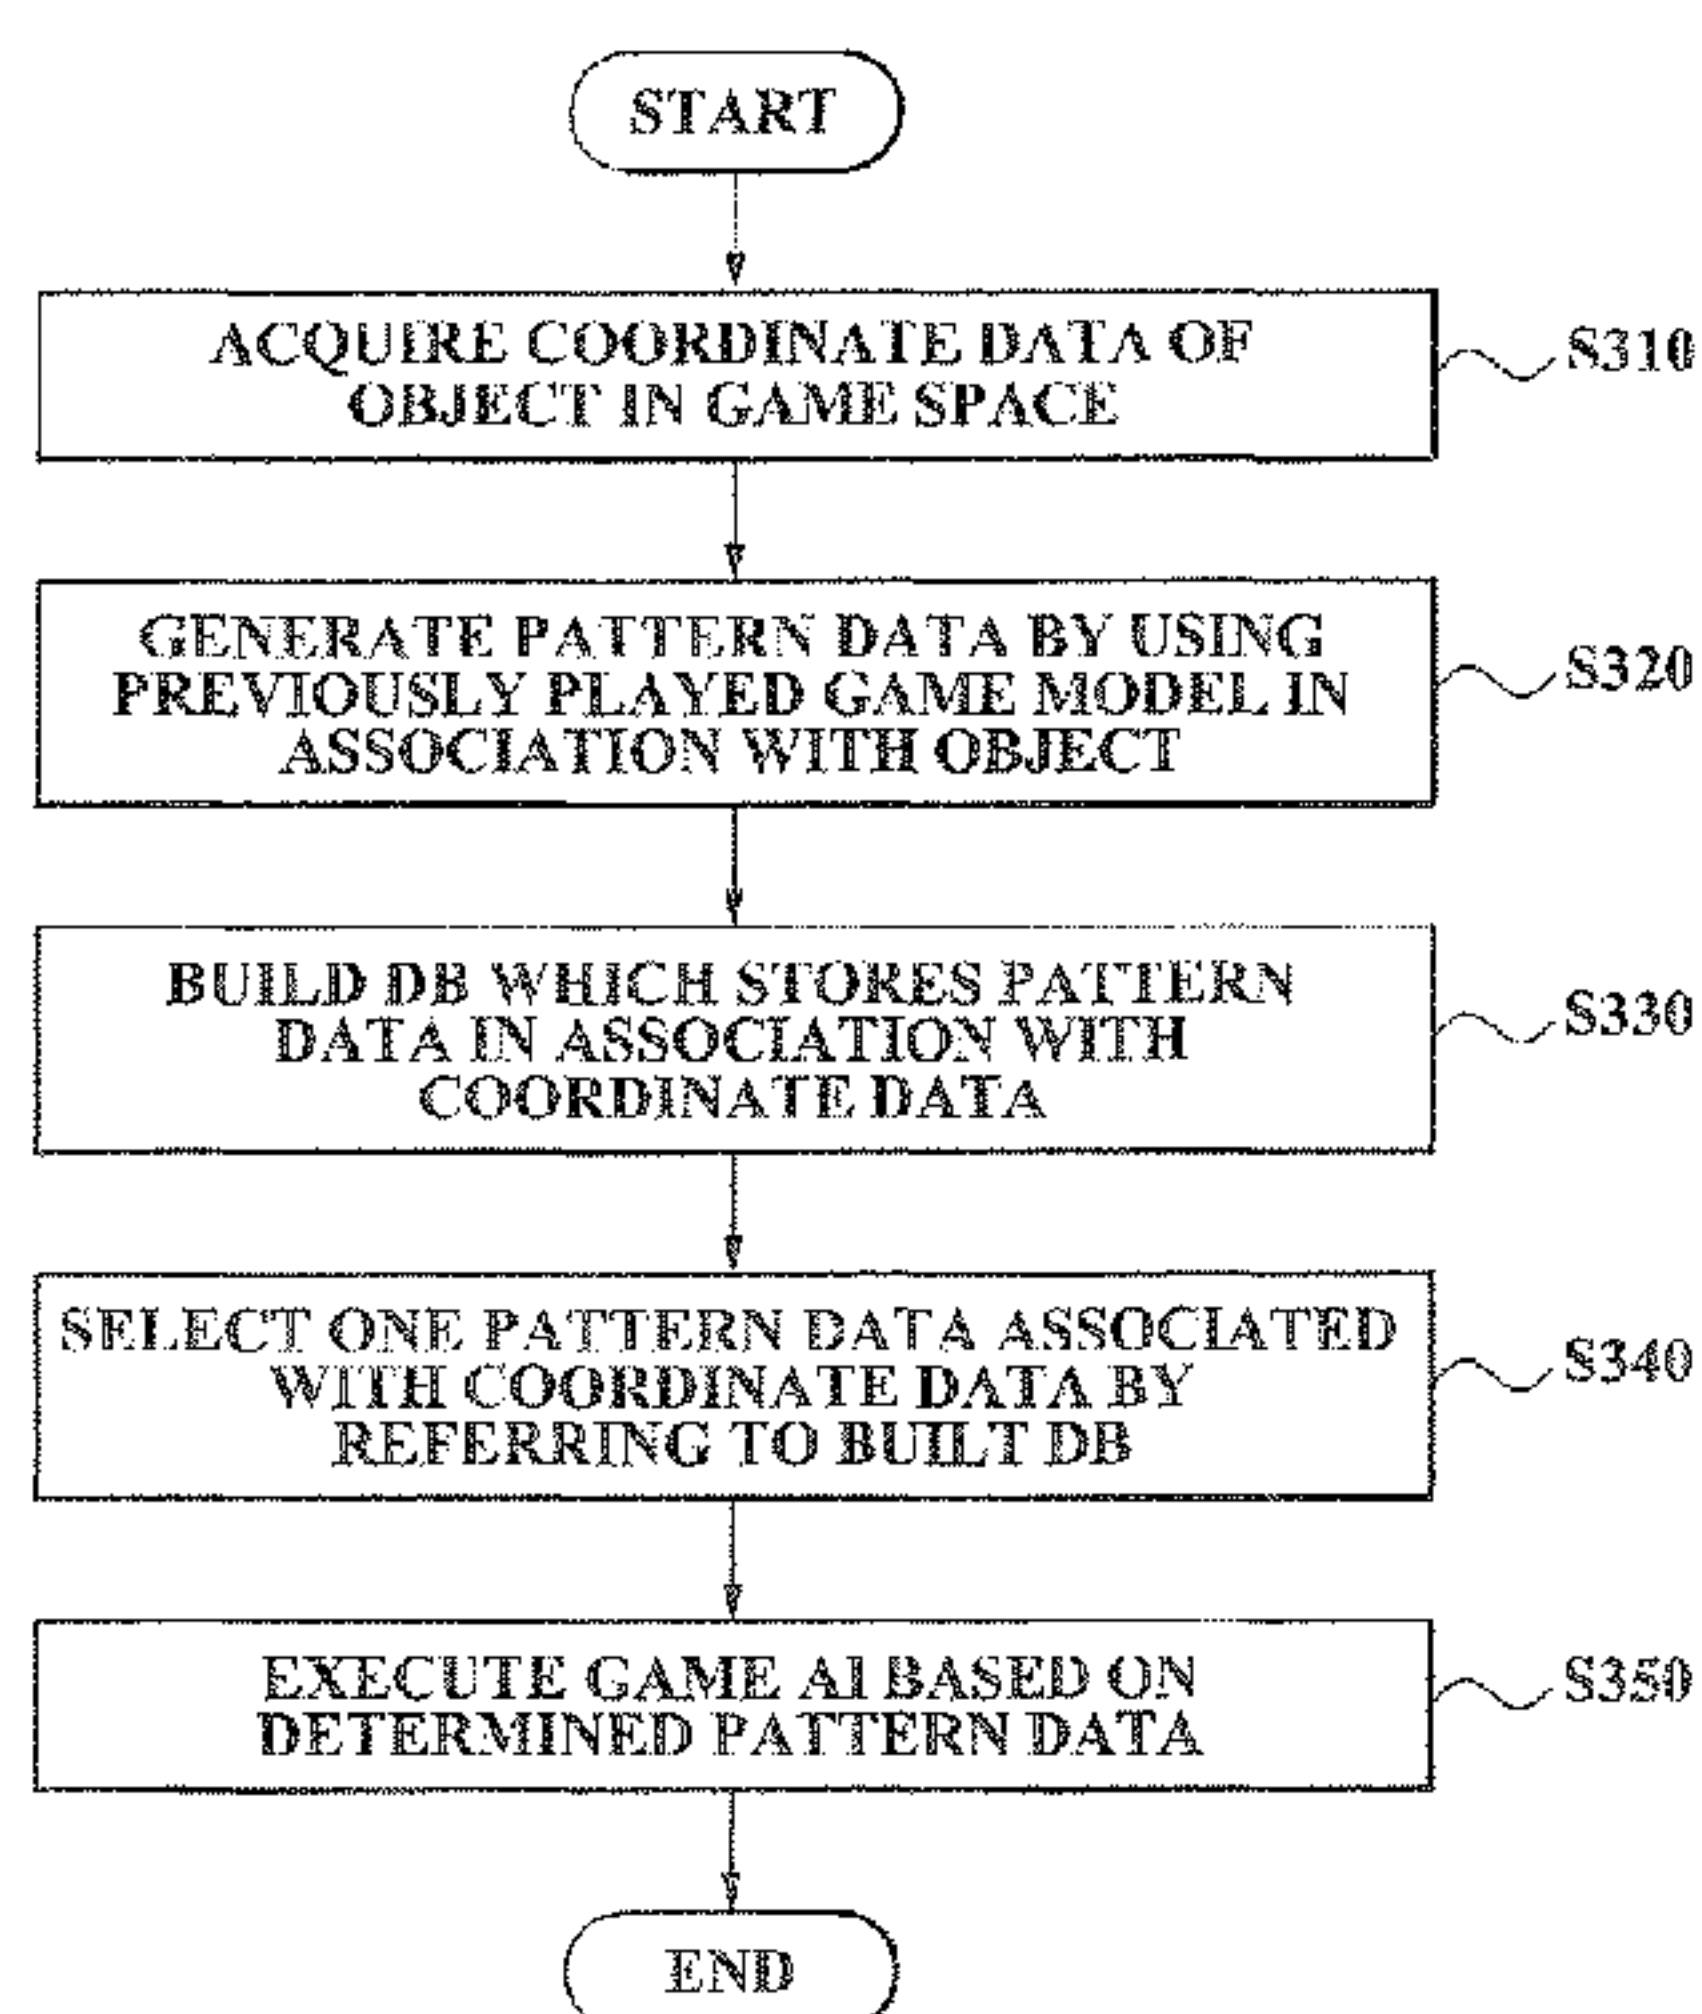 START
ACQUIRE COORDINATE DATA OF
OBJECT IN GAME SPACE
S310
GENERATE PATTERN DATA BY USING
PREVIOUSLY PLAYED GAME MODEL IN
ASSOCIATION WITH OBJECT
S320
BUILD DB WHICH STORES PATTERN
DATA IN ASSOCIATION WITH
COORDINATE DATA
S330
SELECT ONE PATTERN DATA ASSOCIATED
WITH COORDINATE DATA BY
REFERRING TO BUILT DB
S340
EXECUTE GAME AI BASED ON
DETERMINED PATTERN DATA
S350
END